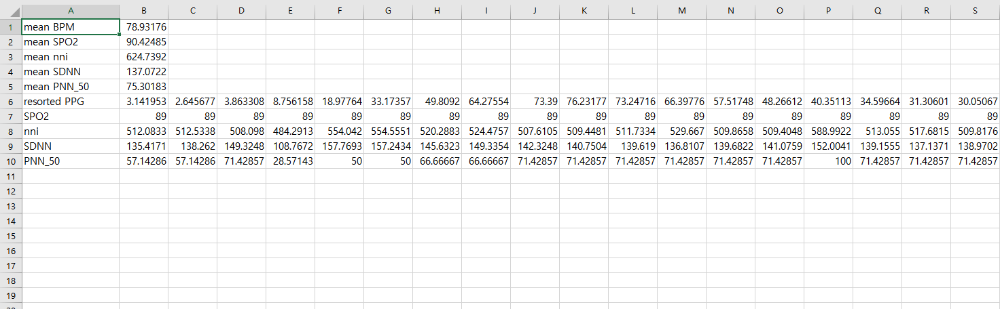 A B C D E F G H I J K L M N O P Q R S
1 mean BPM 78.93176
2 mean SPO2 90.42485
3 mean nni 624.7392
4 mean SDNN 137.0722
5 mean PNN_50 75.30183
6 resorted PPG 3.141953 2.645677 3.863308 8.756158 18.97764 33.17357 49.8092 64.27554 73.39 76.23177 73.24716 66.39776 57.51748 48.26612 40.35113 34.59664 31.30601 30.05067
7 SPO2 89 89 89 89 89 89 89 89 89 89 89 89 89 89 89 89 89 89
8 nni 512.0833 512.5338 508.098 484.2913 554.042 554.5551 520.2883 524.4757 507.6105 509.4481 511.7334 529.667 509.8658 509.4048 588.9922 513.055 517.6815 509.8176
9 SDNN 135.4171 138.262 149.3248 108.7672 157.7693 157.2434 145.6323 149.3354 142.3248 140.7504 139.619 136.8107 139.6822 141.0759 152.0041 139.1555 137.1371 138.9702
10 PNN_50 57.14286 57.14286 71.42857 28.57143 50 50 66.66667 66.66667 71.42857 71.42857 71.42857 71.42857 71.42857 71.42857 100 71.42857 71.42857 71.42857
11
12
13
14
15
16
17
18
19